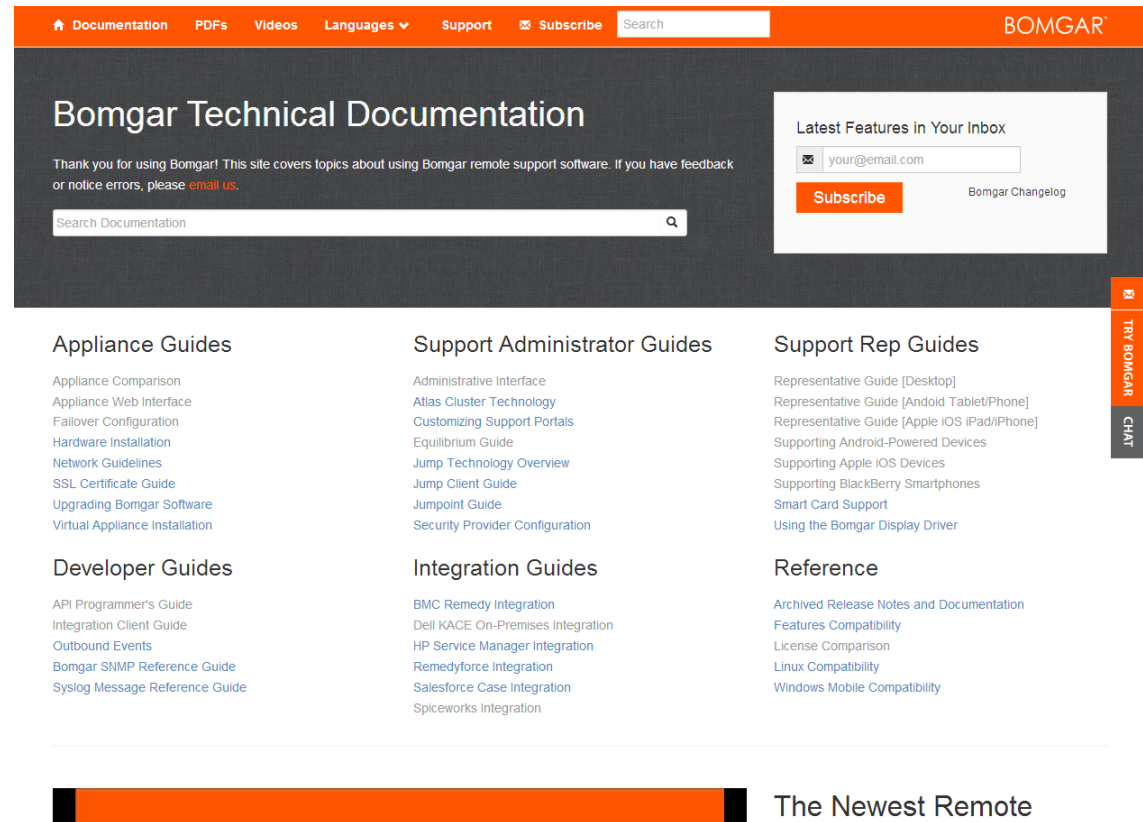 Documentation PDFs Videos Languages Support Subscribe Search BOMGAR
Bomgar Technical Documentation
Thank you for using Bomgar! This site covers topics about using Bomgar remote support software. If you have feedback
or notice errors, please email us.
Search Documentation
Latest Features in Your Inbox
your@email.com
Subscribe Bomgar Changelog
TRY BOMGAR
CHAT
Appliance Guides
Appliance Comparison
Appliance Web Interface
Failover Configuration
Hardware Installation
Network Guidelines
SSL Certificate Guide
Upgrading Bomgar Software
Virtual Appliance Installation
Support Administrator Guides
Administrative Interface
Atlas Cluster Technology
Customizing Support Portals
Equilibrium Guide
Jump Technology Overview
Jump Client Guide
Jumpoint Guide
Security Provider Configuration
Support Rep Guides
Representative Guide [Desktop]
Representative Guide [Andoid Tablet/Phone]
Representative Guide [Apple iOS iPad/iPhone]
Supporting Android-Powered Devices
Supporting Apple iOS Devices
Supporting BlackBerry Smartphones
Smart Card Support
Using the Bomgar Display Driver
Developer Guides
API Programmer's Guide
Integration Client Guide
Outbound Events
Bomgar SNMP Reference Guide
Syslog Message Reference Guide
Integration Guides
BMC Remedy Integration
Dell KACE On-Premises Integration
HP Service Manager Integration
Remedyforce Integration
Salesforce Case Integration
Spiceworks Integration
Reference
Archived Release Notes and Documentation
Features Compatibility
License Comparison
Linux Compatibility
Windows Mobile Compatibility
The Newest Remote